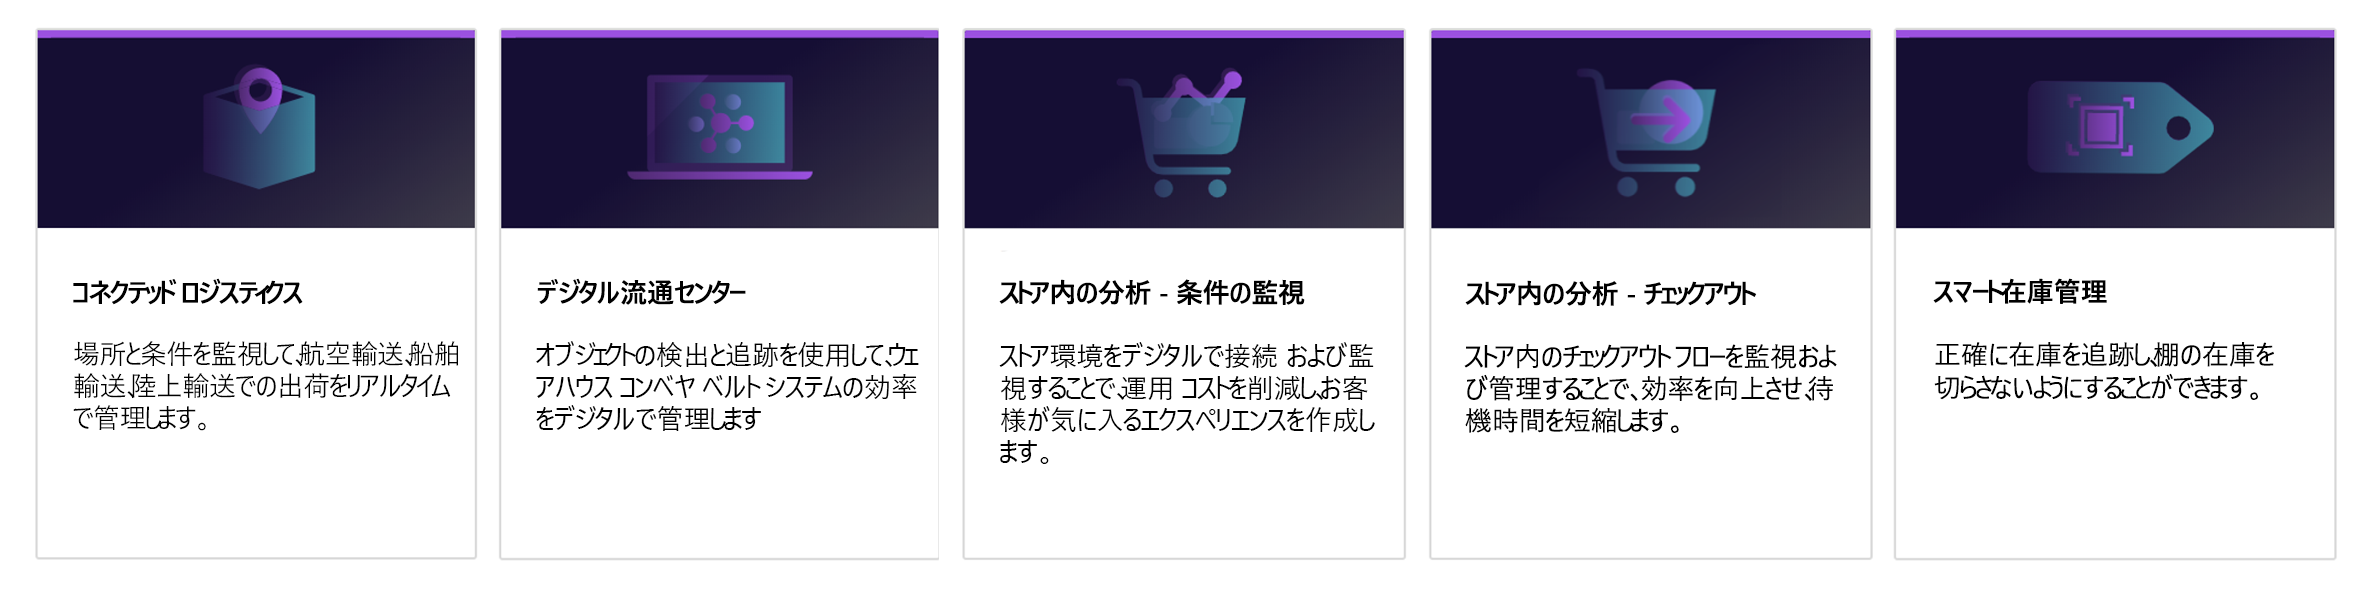 コネクテッド ロジスティクス
場所と条件を監視して、航空輸送、船舶
輸送、陸上輸送での出荷をリアルタイム
で管理します。
デジタル流通センター
オブジェクトの検出と追跡を使用して、ウェ
アハウス コンベヤ ベルト システムの効率
をデジタルで管理します
ストア内の分析 - 条件の監視
ストア環境をデジタルで接続 および監
視することで、運用 コストを削減し、お客
様が気に入るエクスペリエンスを作成し
ます。
ストア内の分析 - チェックアウト
ストア内のチェックアウト フローを監視およ
び管理することで、効率を向上させ、待
機時間を短縮します。
スマート在庫管理
正確に在庫を追跡し、棚の在庫を
切らさないようにすることができます。